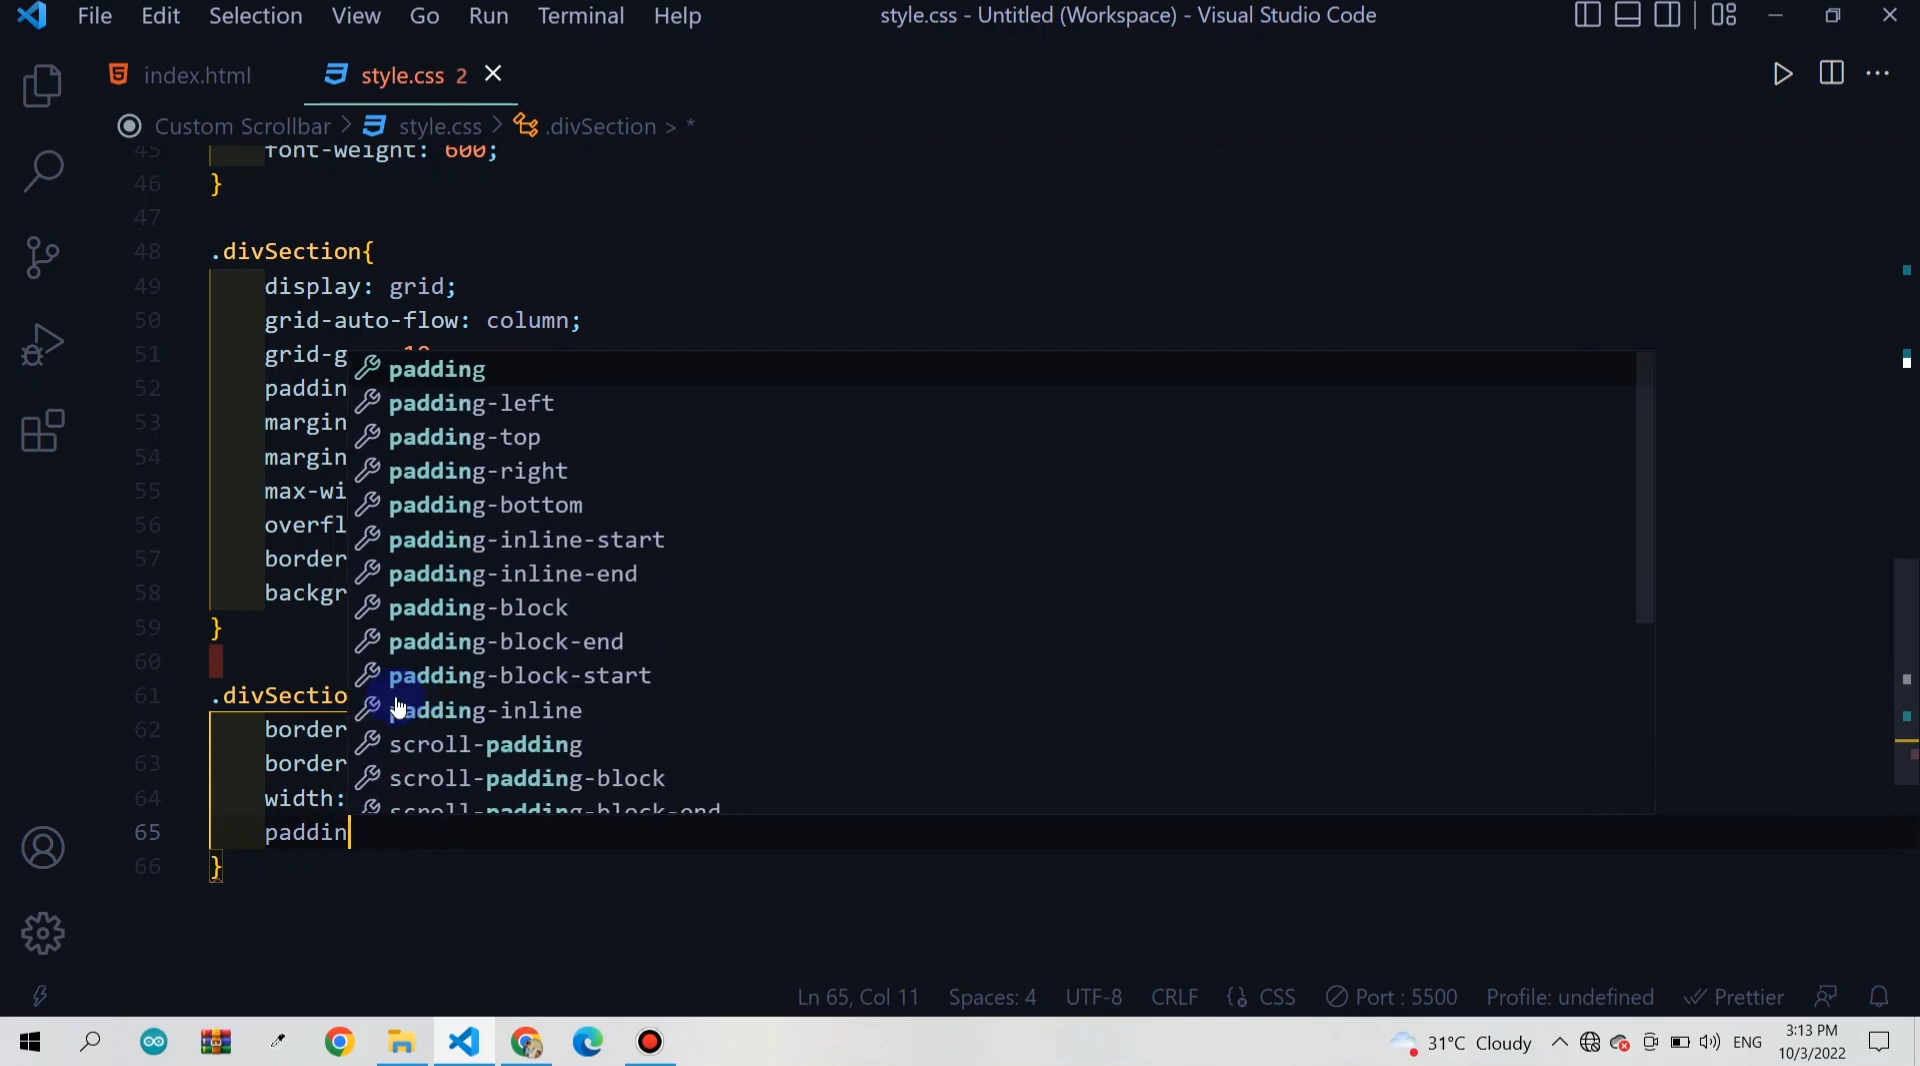 File Edit Selection View Go Run Terminal Help
style.css - Untitled (Workspace) - Visual Studio Code
index.html
style.css 2
Custom Scrollbar > style.css > .divSection > *
45 font-weight: 600;
46 }
47
48 .divSection{
49 display: grid;
50 grid-auto-flow: column;
51 grid-g
52 paddin
53 margin
54 margin
55 max-wi
56 overfl
57 border
58 backgr
59 }
60
61 .divSectio
62 border
63 border
64 width:
65 paddin
66 }
padding
padding-left
padding-top
padding-right
padding-bottom
padding-inline-start
padding-inline-end
padding-block
padding-block-end
padding-block-start
padding-inline
scroll-padding
scroll-padding-block
scroll-padding-block-end
Ln 65, Col 11 Spaces: 4 UTF-8 CRLF {} CSS Port : 5500 Profile: undefined Prettier
31°C Cloudy
ENG
3:13 PM
10/3/2022